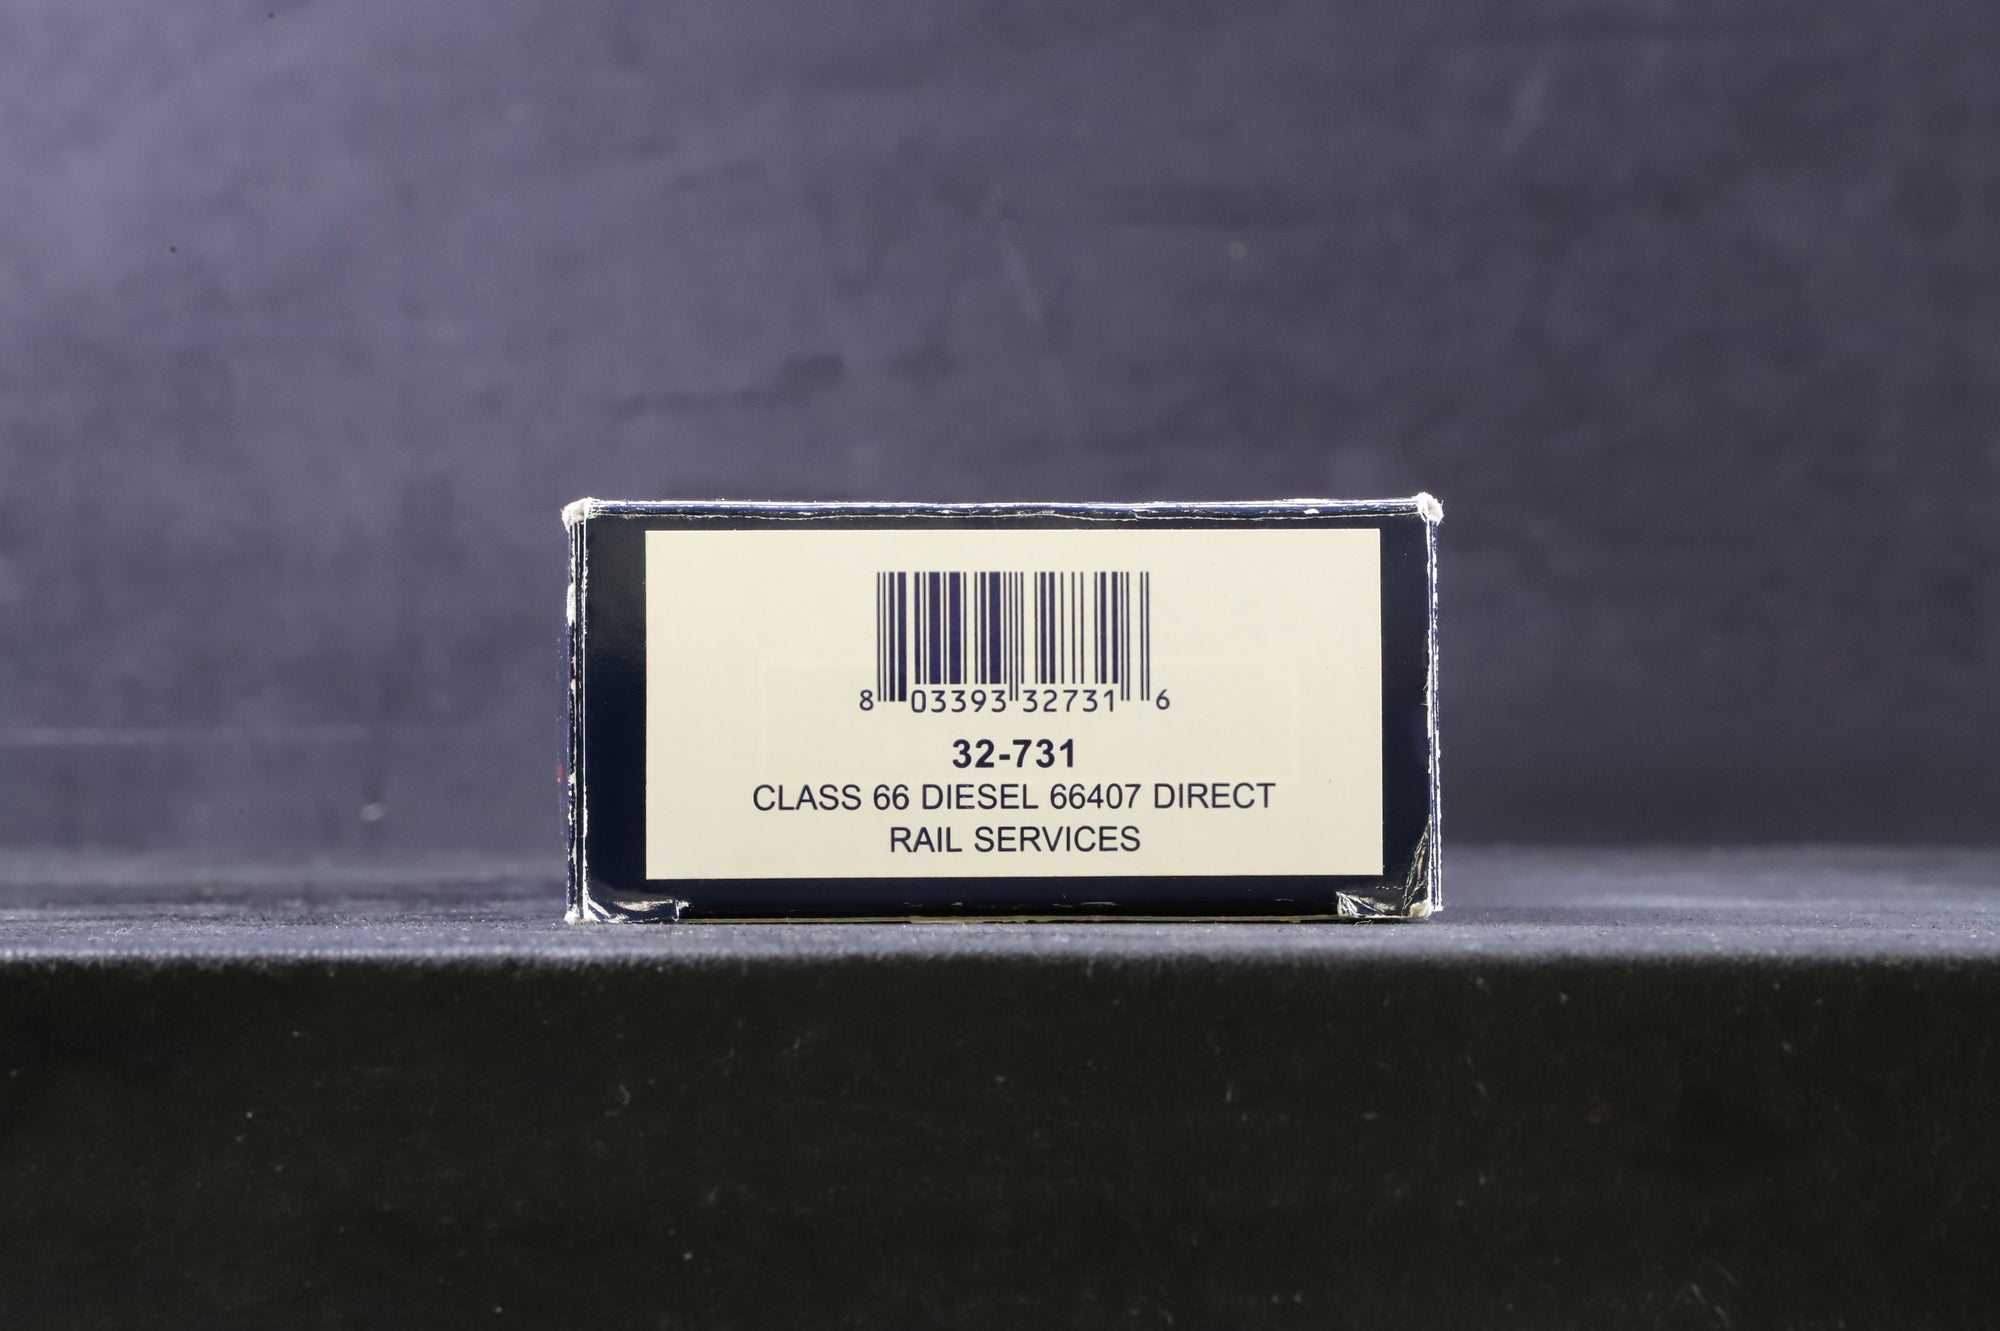 8 03393 32731 6
32-731
CLASS 66 DIESEL 66407 DIRECT
RAIL SERVICES